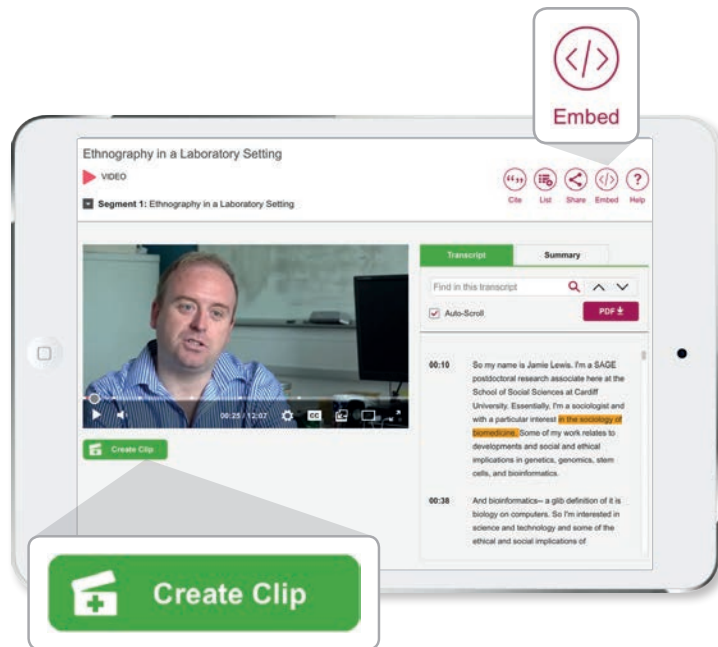 </>
Embed
Ethnography in a Laboratory Setting
VIDEO
Segment 1: Ethnography in a Laboratory Setting
Cite List Share Embed Help
Transcript Summary
Find in this transcript
Auto-Scroll
PDF
00:10 So my name is Jamie Lewis. I'm a SAGE
postdoctoral research associate here at the
School of Social Sciences at Cardiff
University. Essentially, I'm a sociologist and
with a particular interest in the sociology of
biomedicine. Some of my work relates to
developments and social and ethical
implications in genetics, genomics, stem
cells, and bioinformatics.
00:38 And bioinformatics-- a glib definition of it is
biology on computers. So I'm interested in
science and technology and some of the
ethical and social implications of
00:25 / 12:07 CC
Create Clip
Create Clip